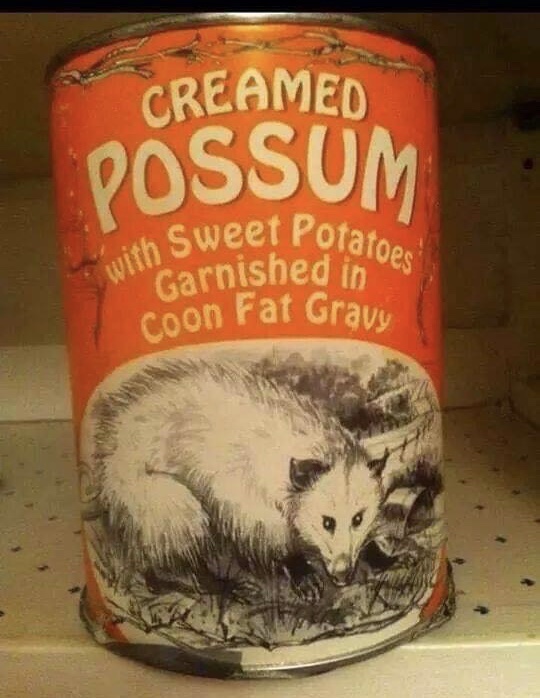 CREAMED
POSSUM
with Sweet Potatoes
Garnished in
Coon Fat Gravy